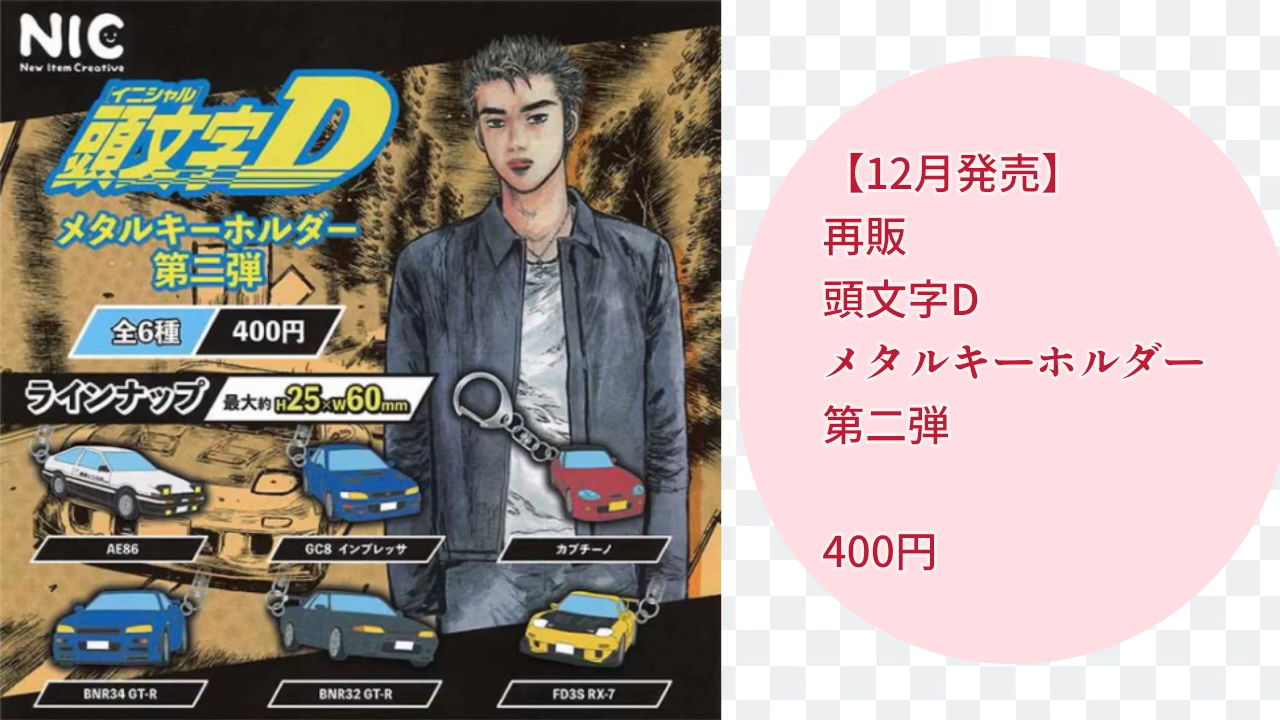 NIC
New Item Creative
[イニシャル]
頭文字D
メタルキーホルダー
第二弾
全6種 400円
ラインナップ 最大約 H25×W60mm
AE86
GC8 インプレッサ
カプチーノ
BNR34 GT-R
BNR32 GT-R
FD3S RX-7
【12月発売】
再販
頭文字D
メタルキーホルダー
第二弾
400円